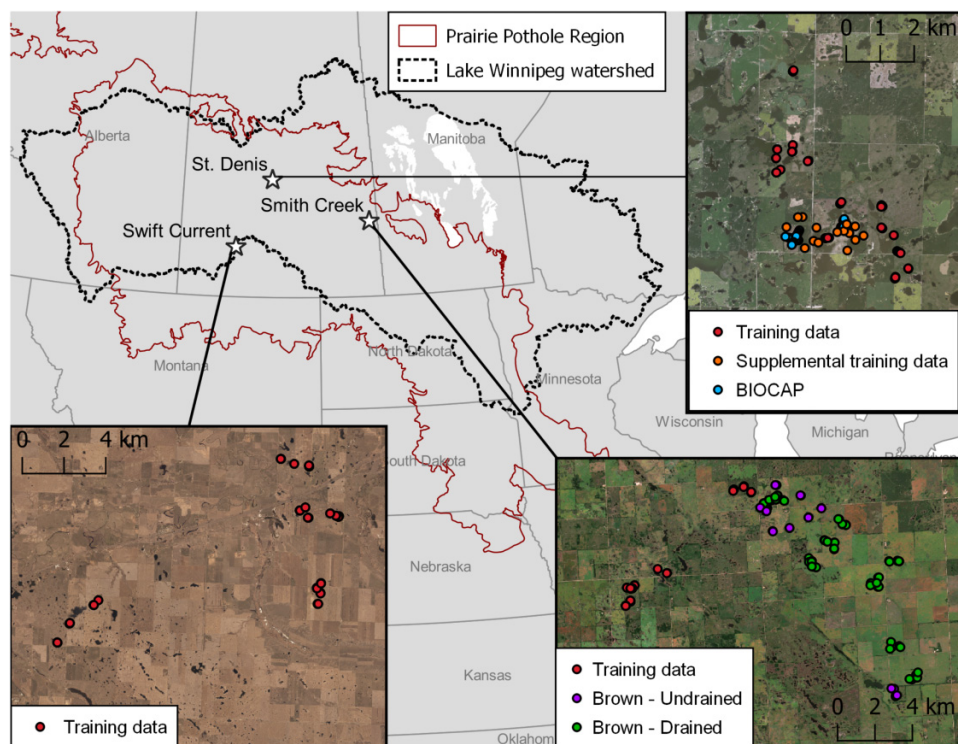 Prairie Pothole Region
Lake Winnipeg watershed
0 1 2 km
Alberta
Manitoba
St. Denis
Smith Creek
Swift Current
Training data
Supplemental training data
BIOCAP
Montana
North Dakota
Minnesota
Wisconsin
Michigan
0 2 4 km
South Dakota
Nebraska
Kansas
Training data
Training data
Brown - Undrained
Brown - Drained
0 2 4 km